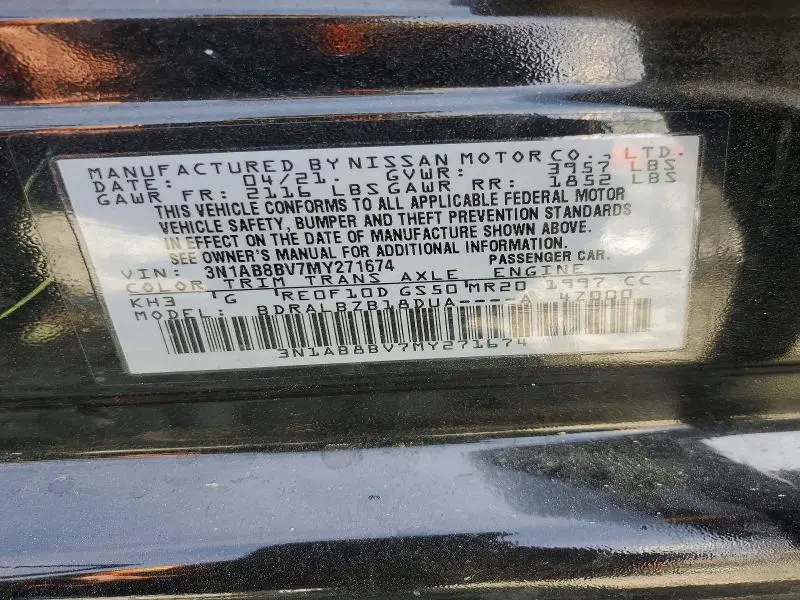 MANUFACTURED BY NISSAN MOTOR CO., LTD.
DATE: 04/21. GVWR: 3957 LBS
GAWR FR: 2116 LBS GAWR RR: 1852 LBS
THIS VEHICLE CONFORMS TO ALL APPLICABLE FEDERAL MOTOR
VEHICLE SAFETY, BUMPER AND THEFT PREVENTION STANDARDS
IN EFFECT ON THE DATE OF MANUFACTURE SHOWN ABOVE.
SEE OWNER'S MANUAL FOR ADDITIONAL INFORMATION.
VIN: 3N1AB8BV7MY271674 PASSENGER CAR.
COLOR TRIM TRANS AXLE ENGINE
KH3 G RE0F10D GS50 MR20 1997 CC
MODEL: BDRALBZB18DUA----A 4Z000
3N1AB8BV7MY271674